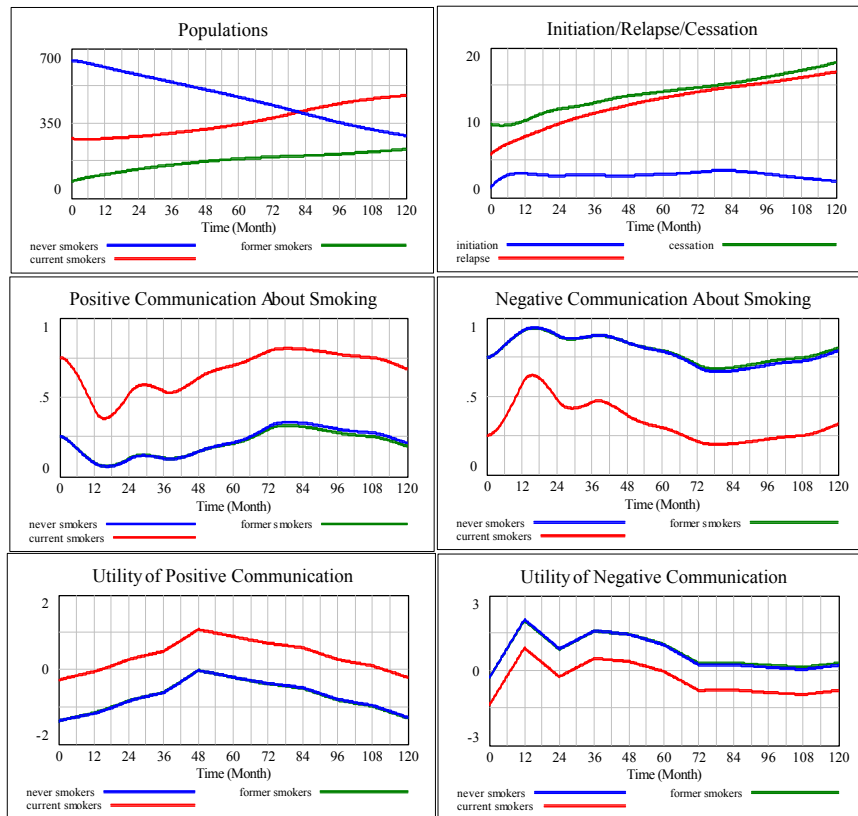 Populations
700
350
0
0 12 24 36 48 60 72 84 96 108 120
Time (Month)
never smokers
former smokers
current smokers
Initiation/Relapse/Cessation
20
10
0
0 12 24 36 48 60 72 84 96 108 120
Time (Month)
initiation
cessation
relapse
Positive Communication About Smoking
1
.5
0
0 12 24 36 48 60 72 84 96 108 120
Time (Month)
never smokers
former smokers
current smokers
Negative Communication About Smoking
1
.5
0
0 12 24 36 48 60 72 84 96 108 120
Time (Month)
never smokers
former smokers
current smokers
Utility of Positive Communication
2
0
-2
0 12 24 36 48 60 72 84 96 108 120
Time (Month)
never smokers
former smokers
current smokers
Utility of Negative Communication
3
0
-3
0 12 24 36 48 60 72 84 96 108 120
Time (Month)
never smokers
former smokers
current smokers